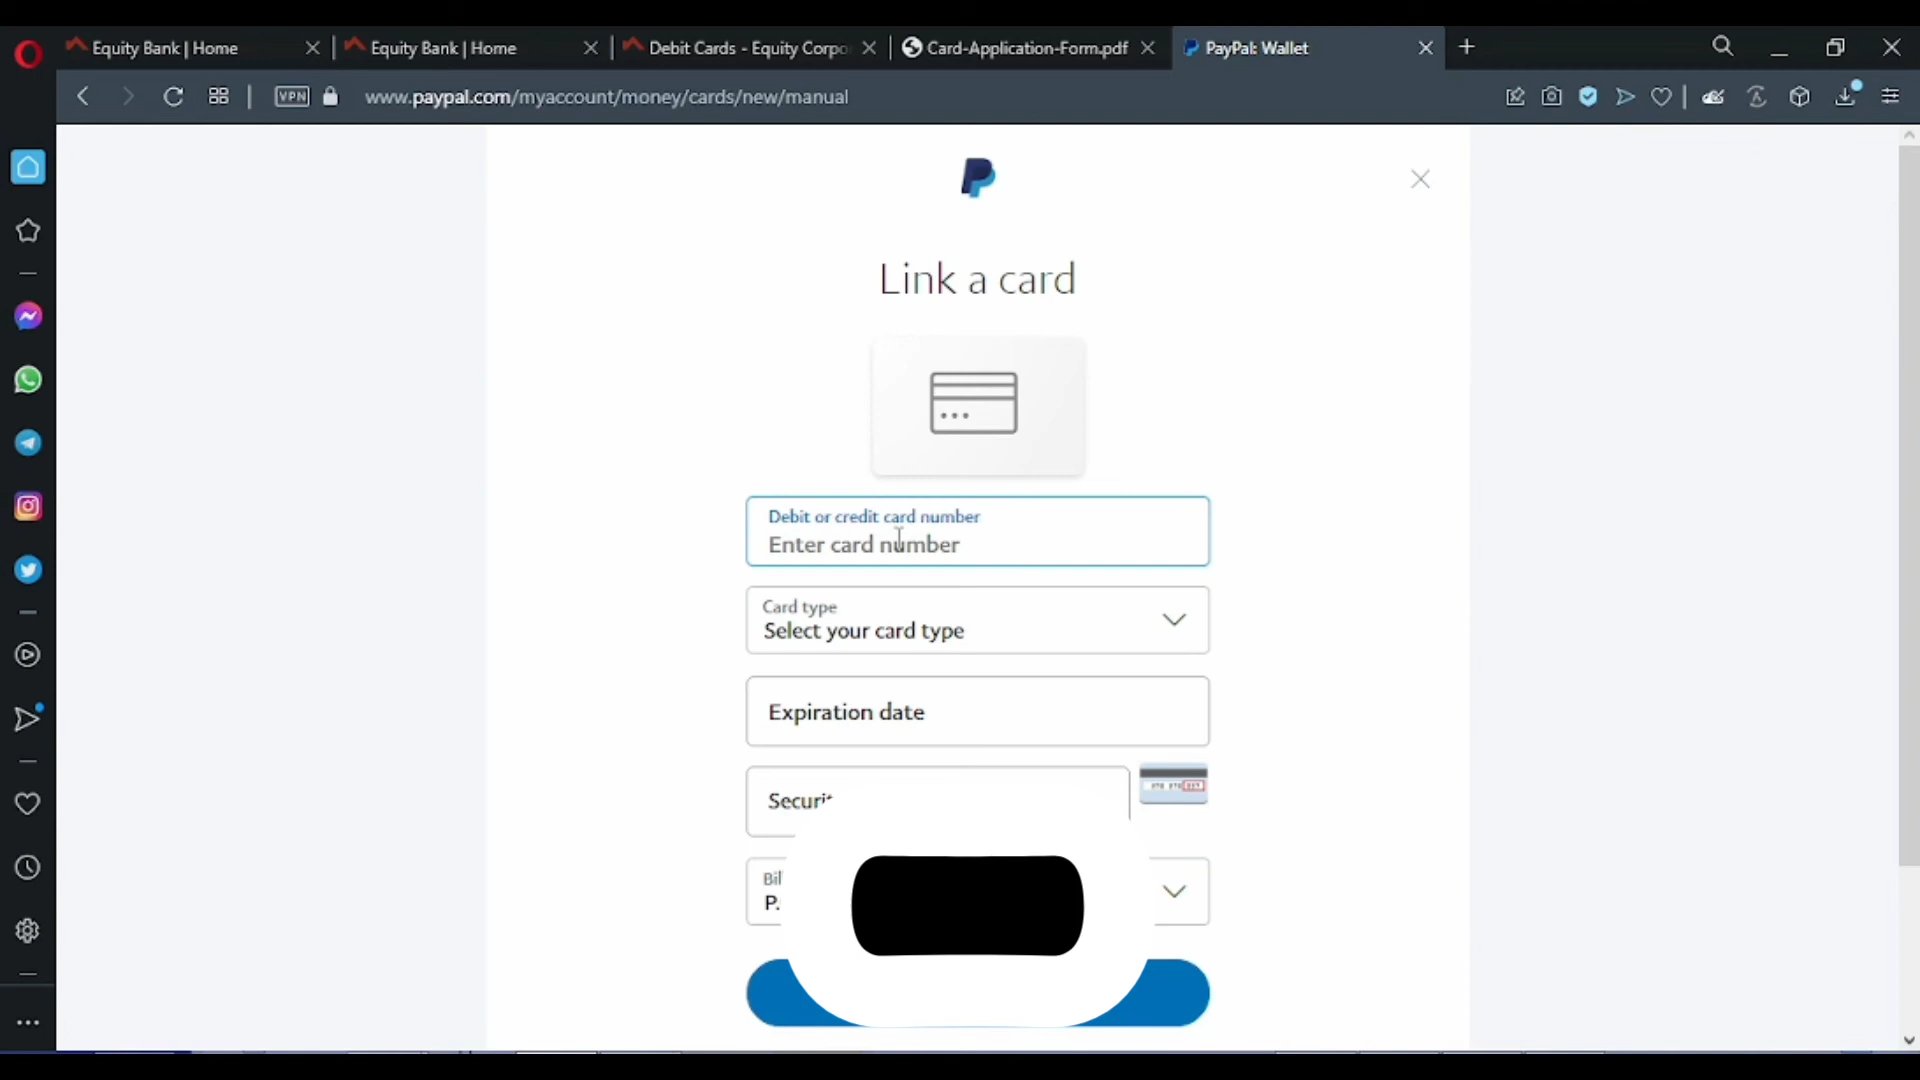 Equity Bank | Home
Equity Bank | Home
Debit Cards - Equity Corpo
Card-Application-Form.pdf
PayPal: Wallet
VPN
www.paypal.com/myaccount/money/cards/new/manual
Link a card
Debit or credit card number
Enter card number
Card type
Select your card type
Expiration date
Securit
Bil
P.